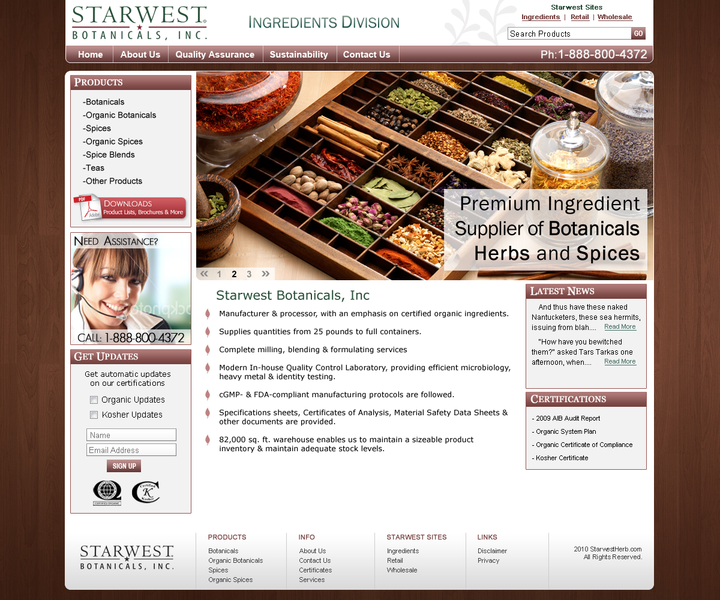 STARWEST®
BOTANICALS, INC.
INGREDIENTS DIVISION
Starwest Sites
Ingredients | Retail | Wholesale
Search Products
GO
Home
About Us
Quality Assurance
Sustainability
Contact Us
Ph:1-888-800-4372
PRODUCTS
-Botanicals
-Organic Botanicals
-Spices
-Organic Spices
-Spice Blends
-Teas
-Other Products
PDF
DOWNLOADS
Product Lists, Brochures & More
NEED ASSISTANCE?
CALL: 1-888-800-4372
GET UPDATES
Get automatic updates
on our certifications
Organic Updates
Kosher Updates
Name
Email Address
SIGN UP
Premium Ingredient
Supplier of Botanicals
Herbs and Spices
« 1 2 3 »
Starwest Botanicals, Inc
Manufacturer & processor, with an emphasis on certified organic ingredients.
Supplies quantities from 25 pounds to full containers.
Complete milling, blending & formulating services
Modern In-house Quality Control Laboratory, providing efficient microbiology,
heavy metal & identity testing.
cGMP- & FDA-compliant manufacturing protocols are followed.
Specifications sheets, Certificates of Analysis, Material Safety Data Sheets &
other documents are provided.
82,000 sq. ft. warehouse enables us to maintain a sizeable product
inventory & maintain adequate stock levels.
LATEST NEWS
And thus have these naked
Nantucketers, these sea hermits,
issuing from blah.... Read More
"How have you bewitched
them?" asked Tars Tarkas one
afternoon, when.... Read More
CERTIFICATIONS
- 2009 AIB Audit Report
- Organic System Plan
- Organic Certificate of Compliance
- Kosher Certificate
STARWEST
BOTANICALS, INC.
PRODUCTS
Botanicals
Organic Botanicals
Spices
Organic Spices
INFO
About Us
Contact Us
Certificates
Services
STARWEST SITES
Ingredients
Retail
Wholesale
LINKS
Disclaimer
Privacy
2010 StarwestHerb.com
All Rights Reserved.